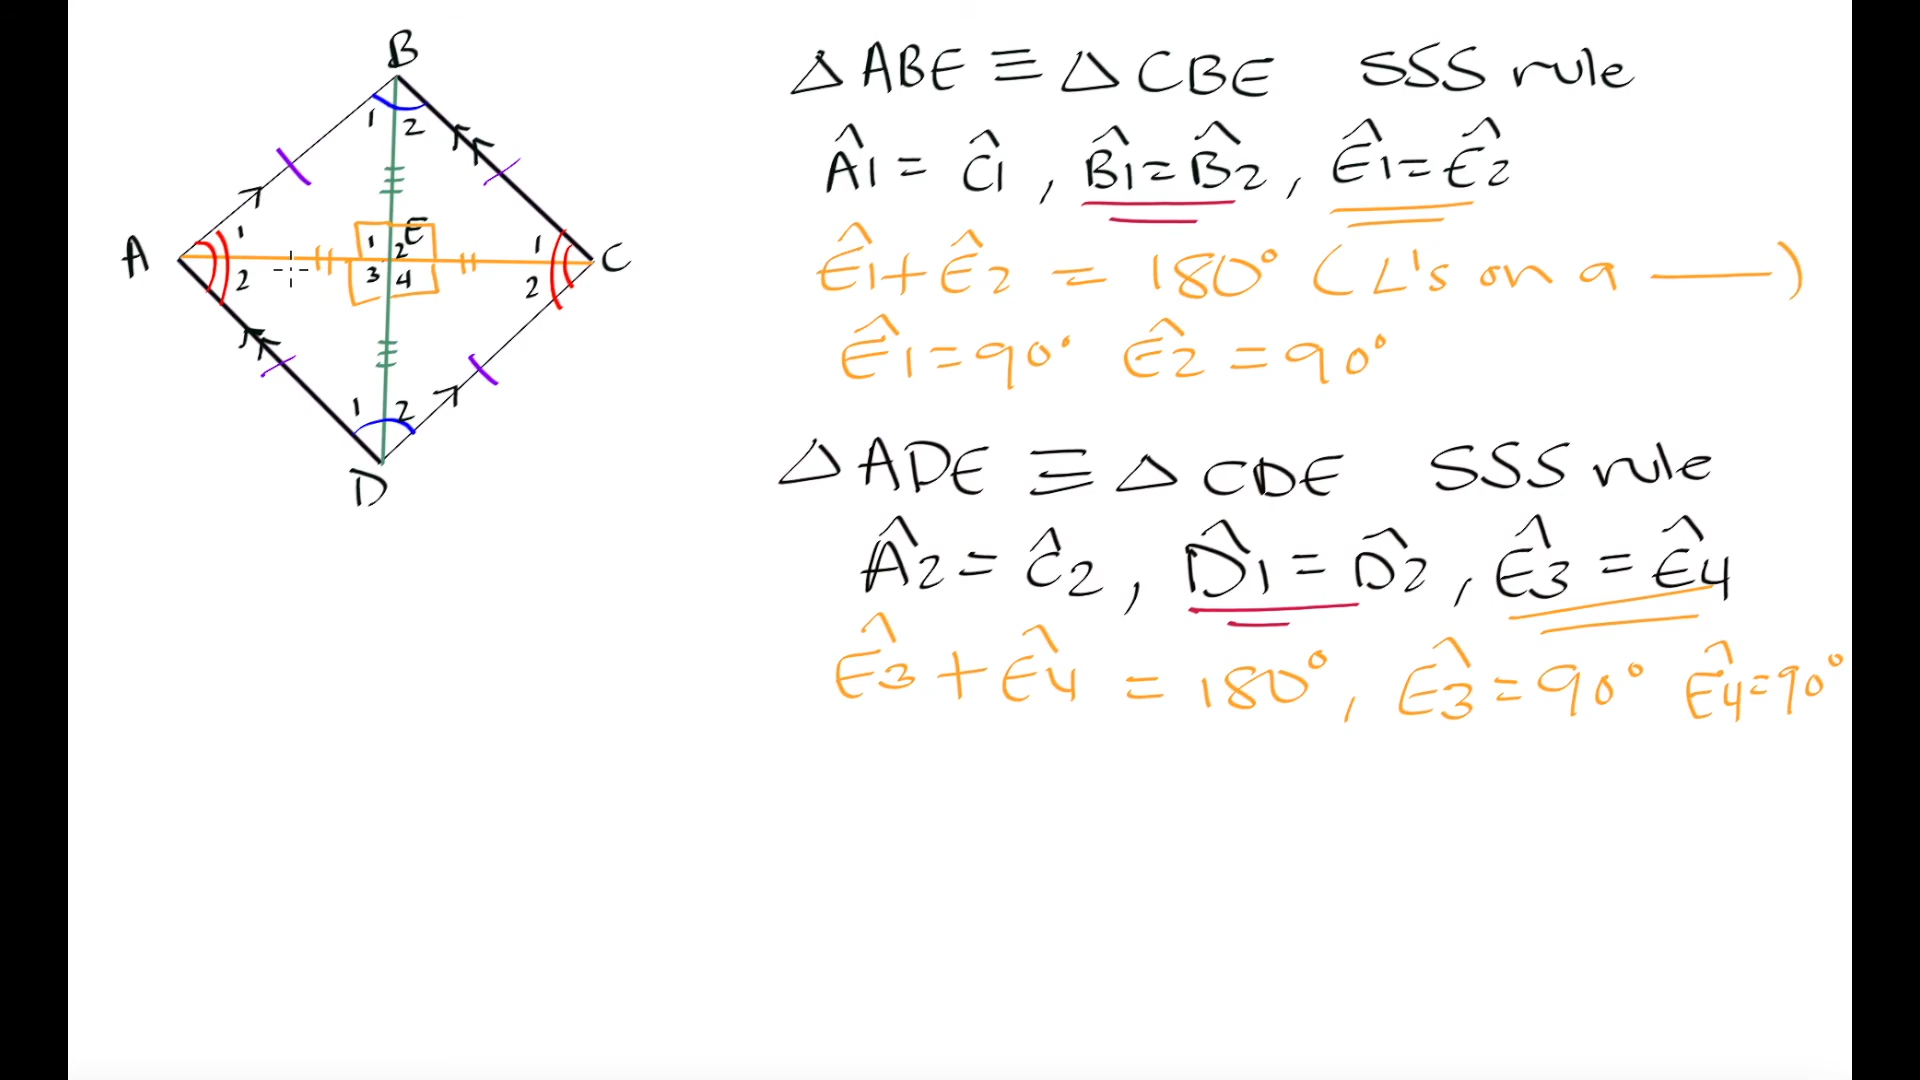 B
1 2
A 1 2
1 2 E
3 4
1 2 C
1 2
D
△ABE ≡ △CBE SSS rule
Â1 = Ĉ1 , B̂1 = B̂2 , Ê1 = Ê2
Ê1 + Ê2 = 180° (L's on a ——)
Ê1 = 90° Ê2 = 90°
△ADE ≡ △CDE SSS rule
Â2 = Ĉ2 , D̂1 = D̂2 , Ê3 = Ê4
Ê3 + Ê4 = 180° , Ê3 = 90° Ê4 = 90°